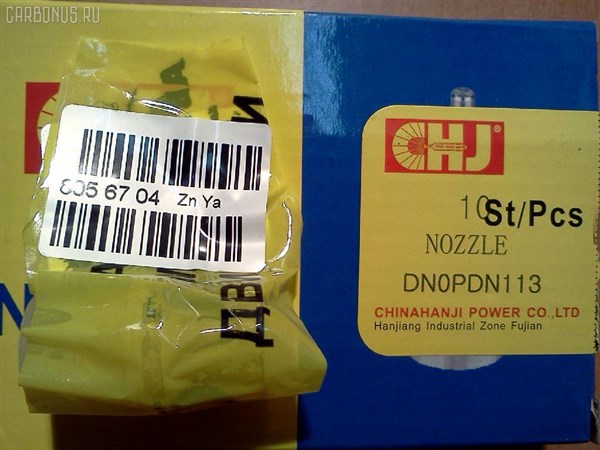 CARBONUS.RU
805 67 04 Zn Ya
CHJ®
10 St/Pcs
NOZZLE
DN0PDN113
CHINAHANJI POWER CO.,LTD
Hanjiang Industrial Zone Fujian